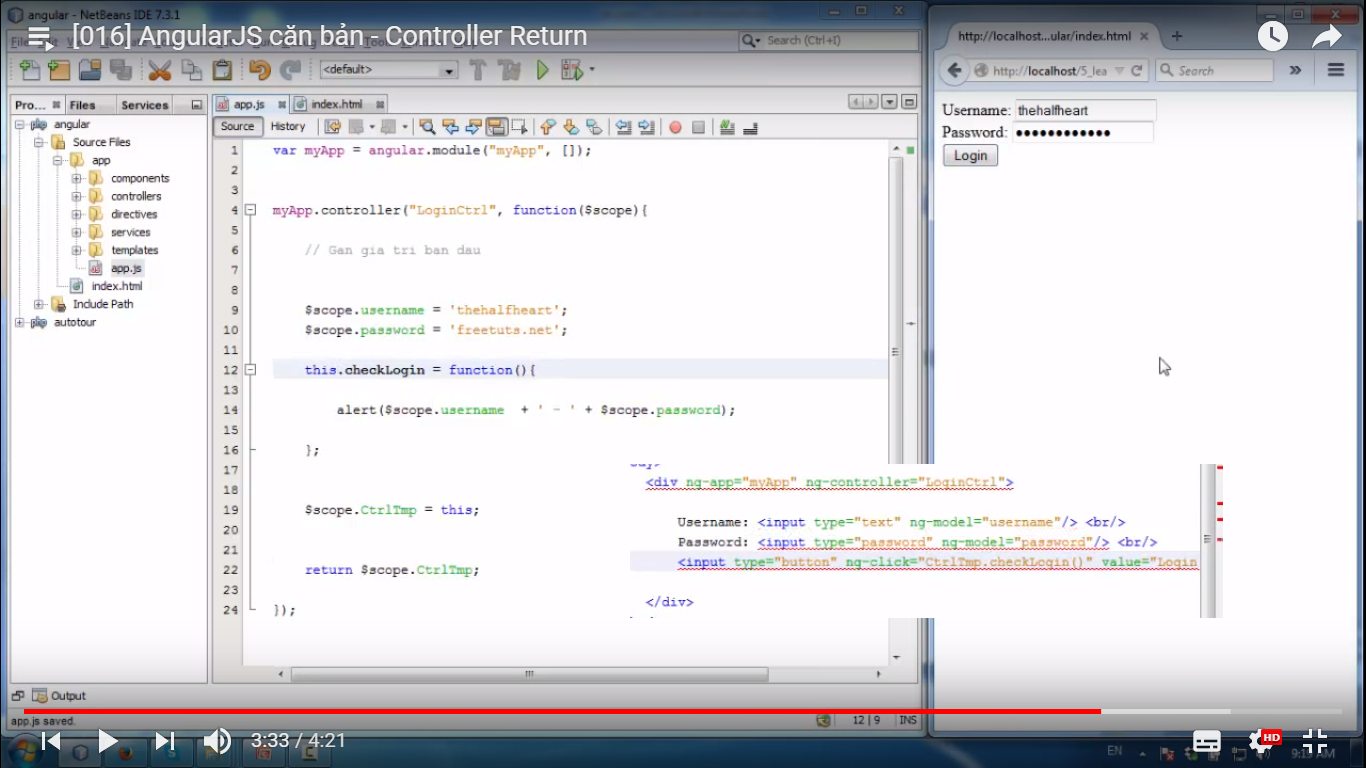 angular - NetBeans IDE 7.3.1
[016] AngularJS căn bản - Controller Return
Search (Ctrl+I)
<default>
Pro...
Files
Services
angular
Source Files
app
components
controllers
directives
services
templates
app.js
index.html
Include Path
autotour
app.js
index.html
Source
History
1 var myApp = angular.module("myApp", []);
2
3
4 myApp.controller("LoginCtrl", function($scope){
5
6 // Gan gia tri ban dau
7
8
9 $scope.username = 'thehalfheart';
10 $scope.password = 'freetuts.net';
11
12 this.checkLogin = function(){
13
14 alert($scope.username + ' - ' + $scope.password);
15
16 };
17
18
19 $scope.CtrlTmp = this;
20
21
22 return $scope.CtrlTmp;
23
24 });
<div ng-app="myApp" ng-controller="LoginCtrl">
Username: <input type="text" ng-model="username"/> <br/>
Password: <input type="password" ng-model="password"/> <br/>
<input type="button" ng-click="CtrlTmp.checkLogin()" value="Login
</div>
http://localhost...ular/index.html
http://localhost/5_lea
Search
Username: thehalfheart
Password: ●●●●●●●●●●●●
Login
Output
app.js saved.
12 | 9
INS
3:33 / 4:21
HD
EN